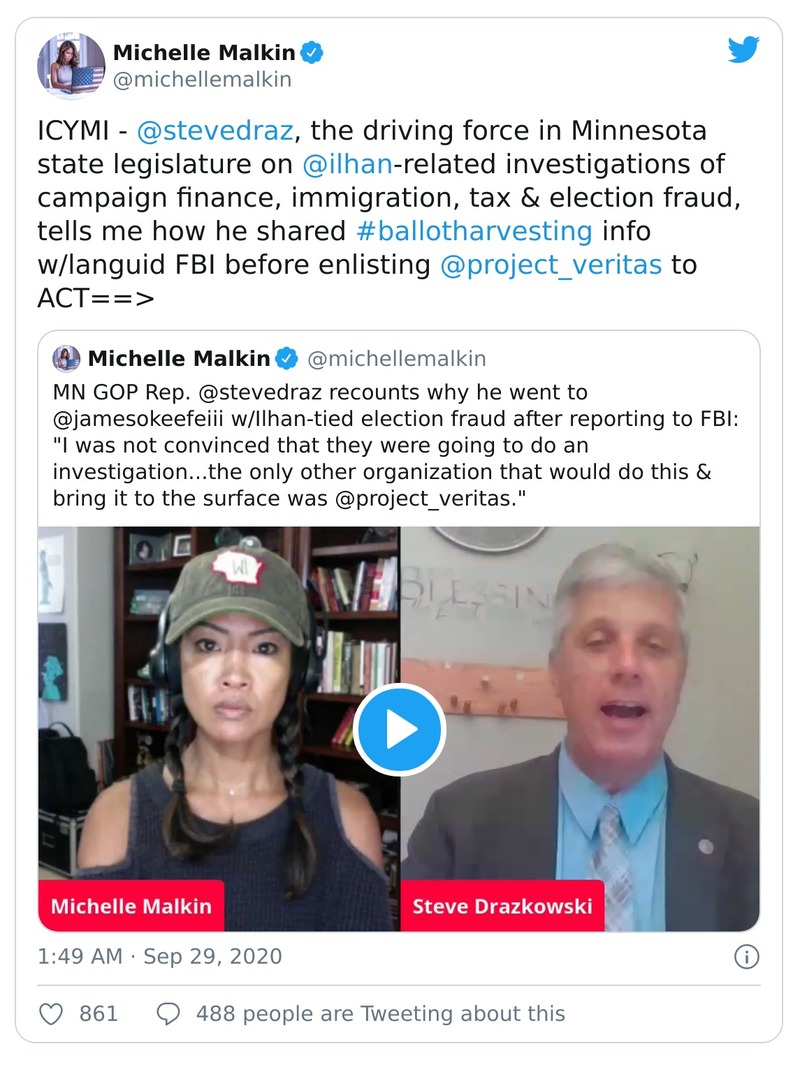 Michelle Malkin
@michellemalkin
ICYMI - @stevedraz, the driving force in Minnesota
state legislature on @ilhan-related investigations of
campaign finance, immigration, tax & election fraud,
tells me how he shared #ballotharvesting info
w/languid FBI before enlisting @project_veritas to
ACT==>
Michelle Malkin @michellemalkin
MN GOP Rep. @stevedraz recounts why he went to
@jamesokeefeiii w/Ilhan-tied election fraud after reporting to FBI:
"I was not convinced that they were going to do an
investigation...the only other organization that would do this &
bring it to the surface was @project_veritas."
WI
BLESSIN
Michelle Malkin
Steve Drazkowski
1:49 AM · Sep 29, 2020
861
488 people are Tweeting about this